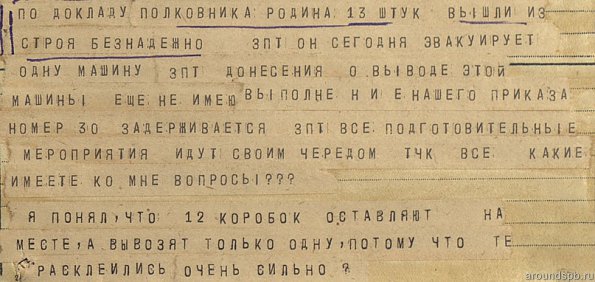 ПО ДОКЛАДУ ПОЛКОВНИКА РОДИНА 13 ШТУК ВЫШЛИ ИЗ
СТРОЯ БЕЗНАДЕЖНО ЗПТ ОН СЕГОДНЯ ЭВАКУИРУЕТ
ОДНУ МАШИНУ ЗПТ ДОНЕСЕНИЯ О ВЫВОДЕ ЭТОЙ
МАШИНЫ ЕЩЕ НЕ ИМЕЮ ВЫПОЛНЕНИЕ НАШЕГО ПРИКАЗА
НОМЕР 30 ЗАДЕРЖИВАЕТСЯ ЗПТ ВСЕ ПОДГОТОВИТЕЛЬНЫЕ
МЕРОПРИЯТИЯ ИДУТ СВОИМ ЧЕРЕДОМ ТЧК ВСЕ КАКИЕ
ИМЕЕТЕ КО МНЕ ВОПРОСЫ???
Я ПОНЯЛ,ЧТО 12 КОРОБОК ОСТАВЛЯЮТ НА
МЕСТЕ,А ВЫВОЗЯТ ТОЛЬКО ОДНУ,ПОТОМУ ЧТО ТЕ
РАСКЛЕИЛИСЬ ОЧЕНЬ СИЛЬНО?
aroundspb.ru